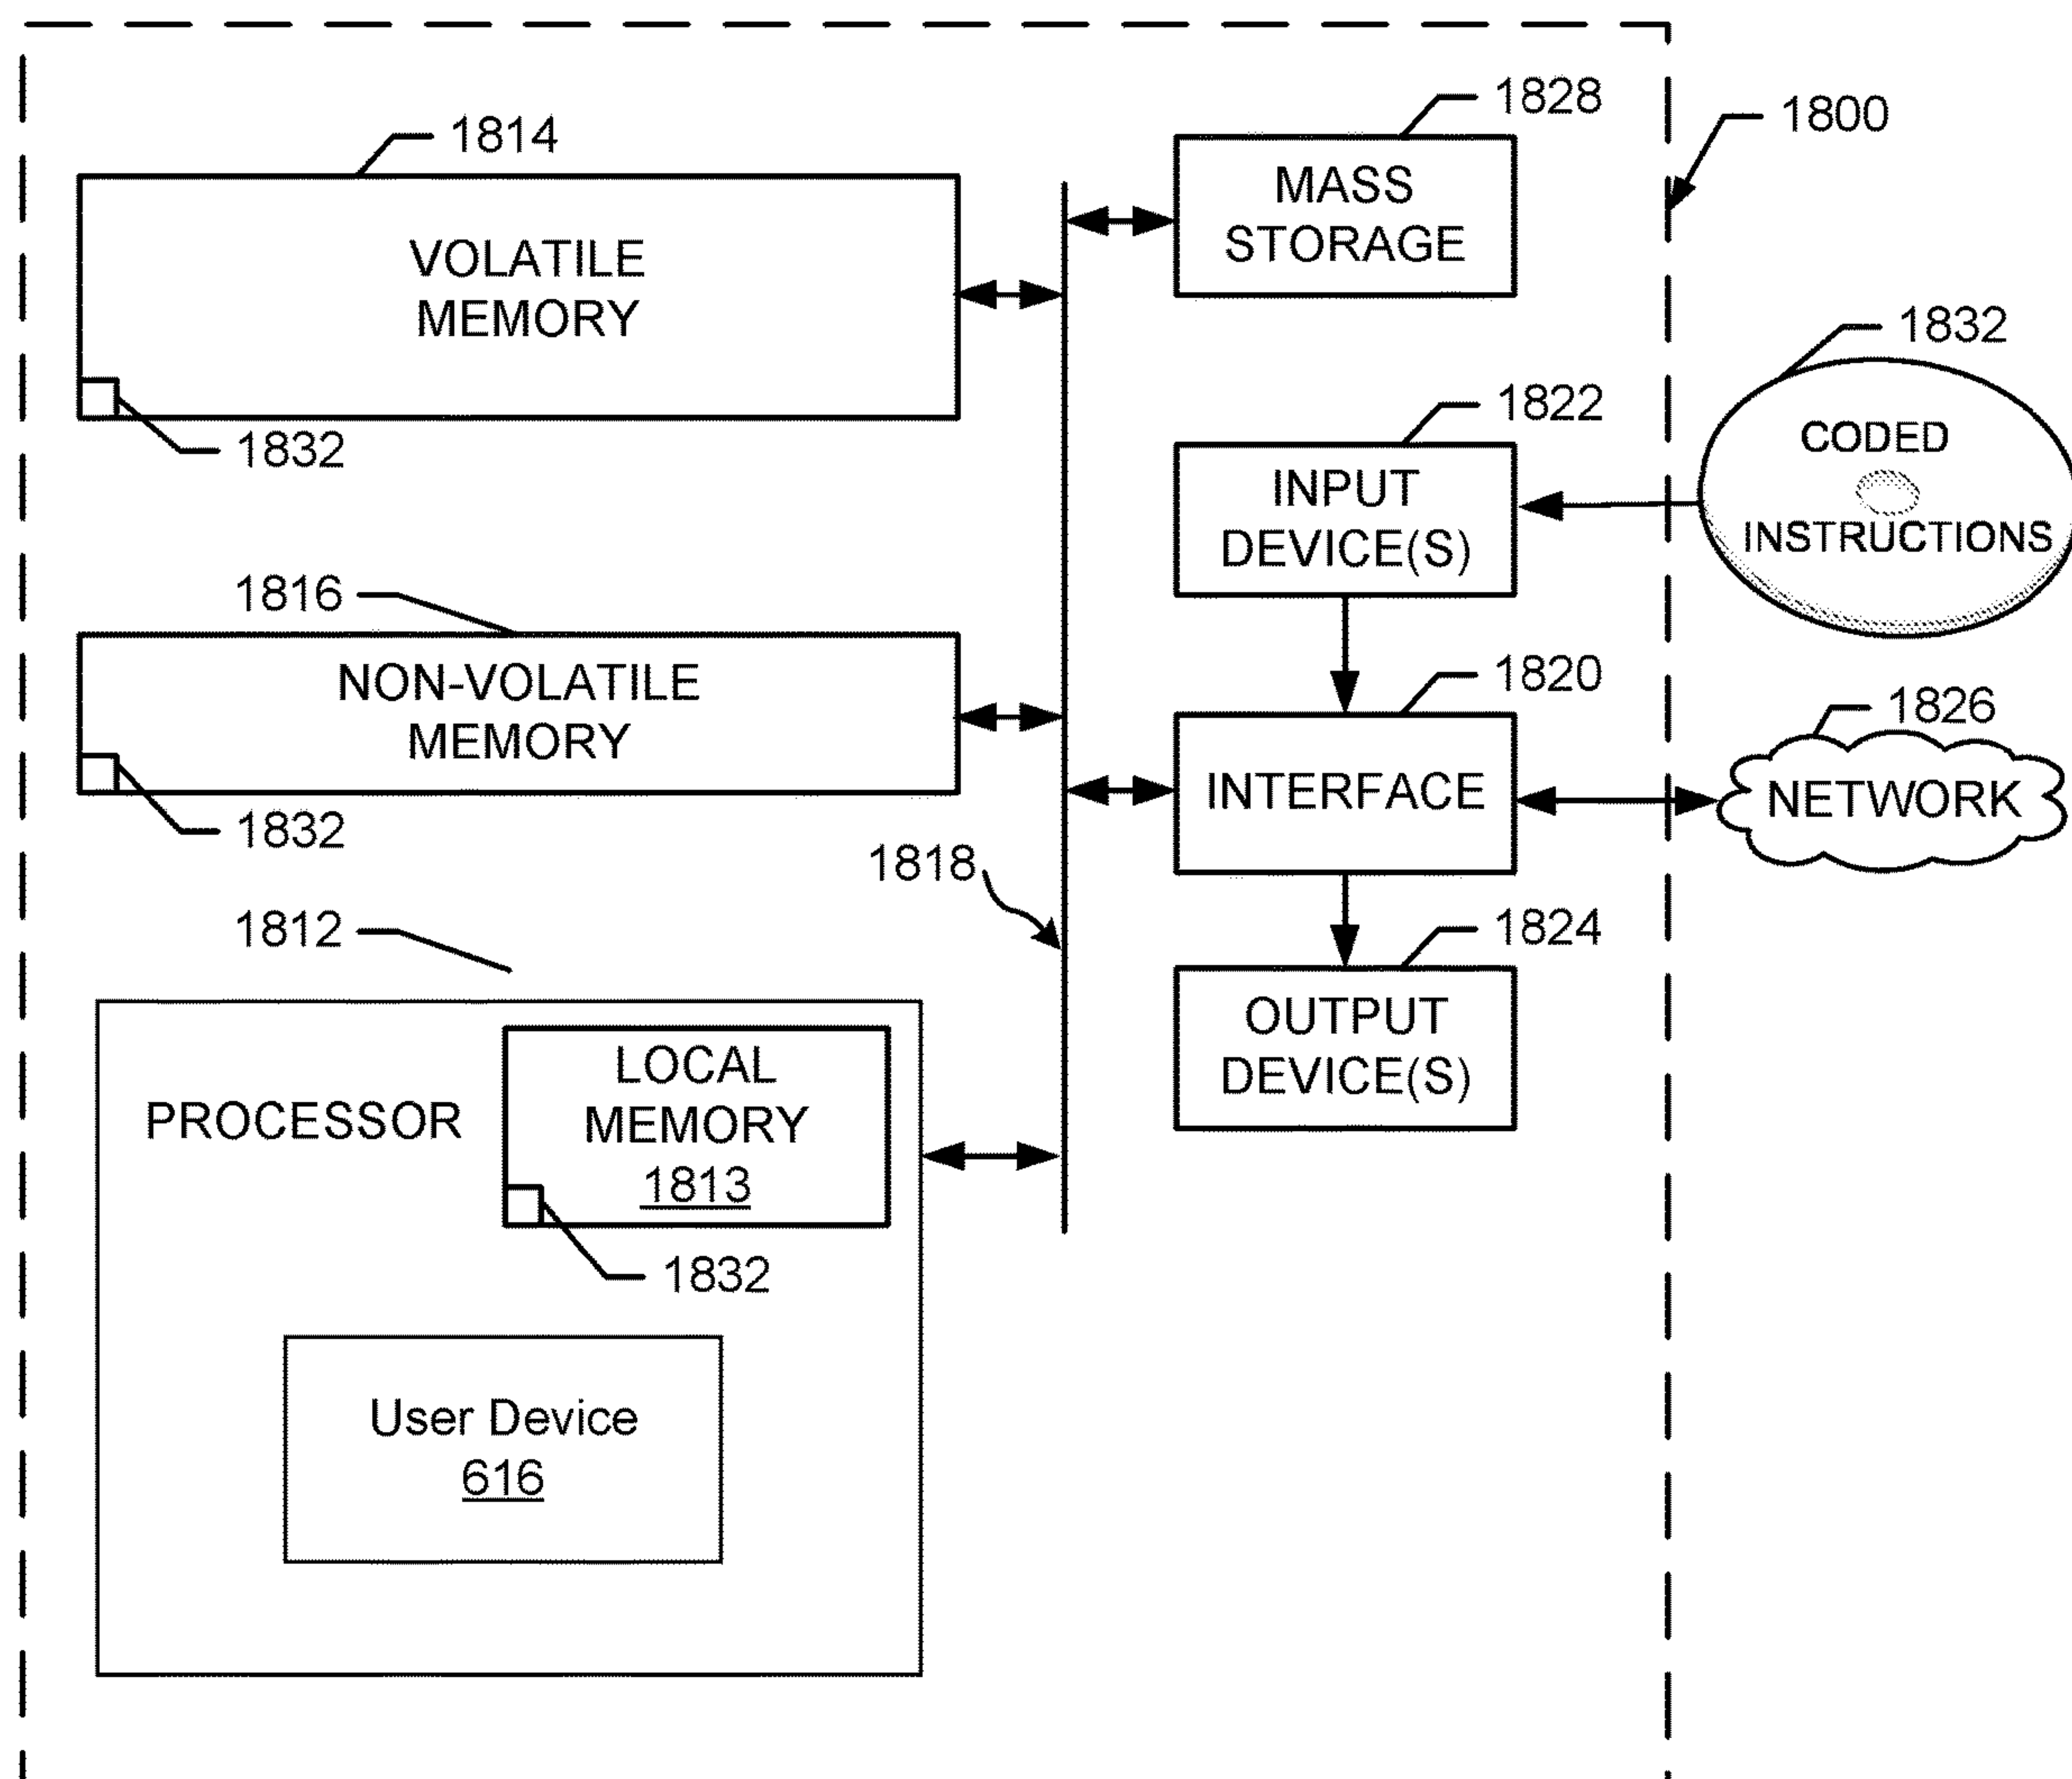 1828
1800
1814
MASS
STORAGE
VOLATILE
MEMORY
1832
1832
1822
CODED
INSTRUCTIONS
INPUT
DEVICE(S)
1816
1820
NON-VOLATILE
MEMORY
1826
INTERFACE
NETWORK
1832
1818
1812
1824
OUTPUT
DEVICE(S)
PROCESSOR
LOCAL
MEMORY
1813
1832
User Device
616